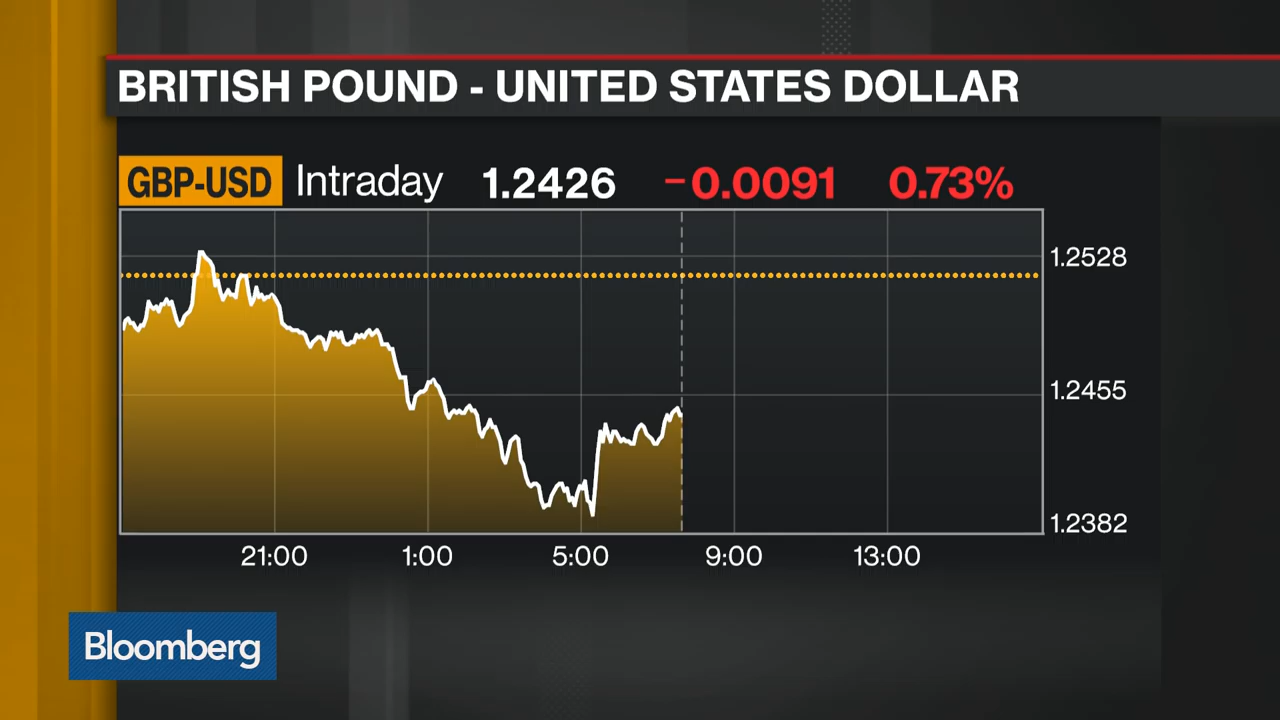 BRITISH POUND - UNITED STATES DOLLAR
GBP-USD Intraday 1.2426 -0.0091 0.73%
1.2528
1.2455
1.2382
21:00 1:00 5:00 9:00 13:00
Bloomberg